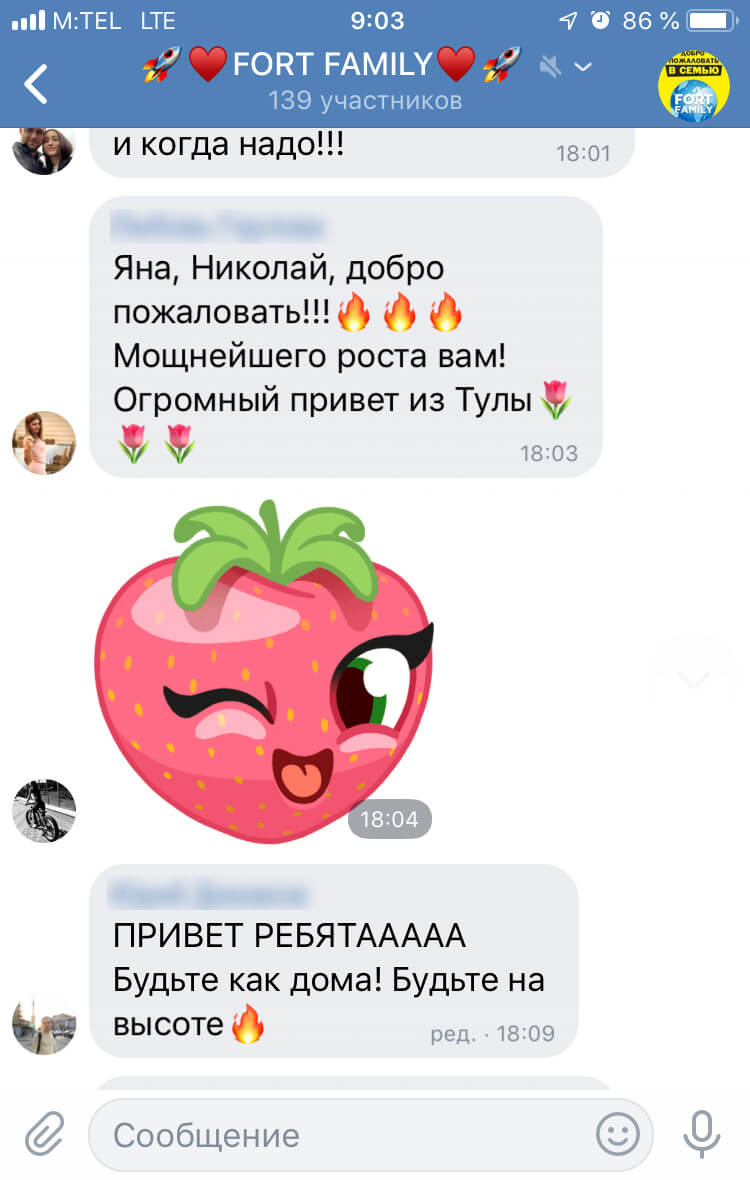 M:TEL LTE 9:03 86 %
FORT FAMILY
139 участников
ДОБРО
ПОЖАЛОВАТЬ
В СЕМЬЮ
FORT
FAMILY
и когда надо!!!
18:01
Яна, Николай, добро
пожаловать!!!🔥🔥🔥
Мощнейшего роста вам!
Огромный привет из Тулы🌷
🌷🌷
18:03
18:04
ПРИВЕТ РЕБЯТААААА
Будьте как дома! Будьте на
высоте🔥
ред. · 18:09
Сообщение